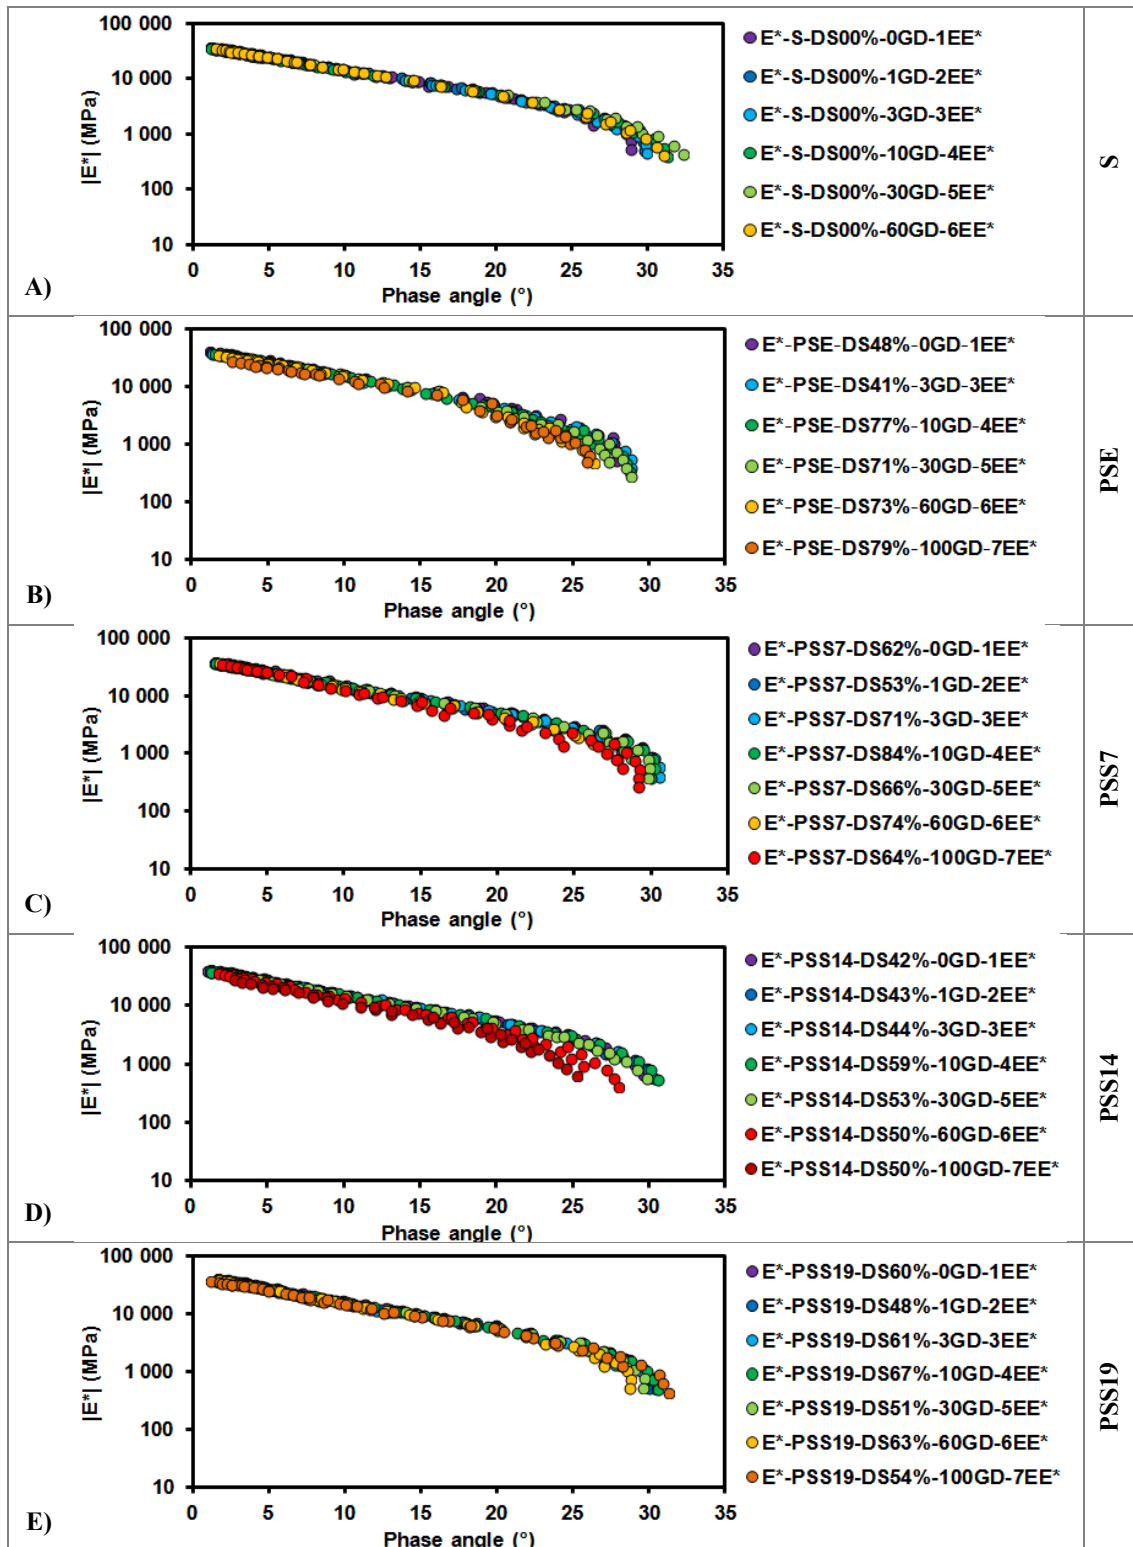 100 000
10 000
1 000
100
10
|E*| (MPa)
0 5 10 15 20 25 30 35
Phase angle (°)
E*-S-DS00%-0GD-1EE*
E*-S-DS00%-1GD-2EE*
E*-S-DS00%-3GD-3EE*
E*-S-DS00%-10GD-4EE*
E*-S-DS00%-30GD-5EE*
E*-S-DS00%-60GD-6EE*
A)
S
100 000
10 000
1 000
100
10
|E*| (MPa)
0 5 10 15 20 25 30 35
Phase angle (°)
E*-PSE-DS48%-0GD-1EE*
E*-PSE-DS41%-3GD-3EE*
E*-PSE-DS77%-10GD-4EE*
E*-PSE-DS71%-30GD-5EE*
E*-PSE-DS73%-60GD-6EE*
E*-PSE-DS79%-100GD-7EE*
B)
PSE
100 000
10 000
1 000
100
10
|E*| (MPa)
0 5 10 15 20 25 30 35
Phase angle (°)
E*-PSS7-DS62%-0GD-1EE*
E*-PSS7-DS53%-1GD-2EE*
E*-PSS7-DS71%-3GD-3EE*
E*-PSS7-DS84%-10GD-4EE*
E*-PSS7-DS66%-30GD-5EE*
E*-PSS7-DS74%-60GD-6EE*
E*-PSS7-DS64%-100GD-7EE*
C)
PSS7
100 000
10 000
1 000
100
10
|E*| (MPa)
0 5 10 15 20 25 30 35
Phase angle (°)
E*-PSS14-DS42%-0GD-1EE*
E*-PSS14-DS43%-1GD-2EE*
E*-PSS14-DS44%-3GD-3EE*
E*-PSS14-DS59%-10GD-4EE*
E*-PSS14-DS53%-30GD-5EE*
E*-PSS14-DS50%-60GD-6EE*
E*-PSS14-DS50%-100GD-7EE*
D)
PSS14
100 000
10 000
1 000
100
10
|E*| (MPa)
0 5 10 15 20 25 30 35
Phase angle (°)
E*-PSS19-DS60%-0GD-1EE*
E*-PSS19-DS48%-1GD-2EE*
E*-PSS19-DS61%-3GD-3EE*
E*-PSS19-DS67%-10GD-4EE*
E*-PSS19-DS51%-30GD-5EE*
E*-PSS19-DS63%-60GD-6EE*
E*-PSS19-DS54%-100GD-7EE*
E)
PSS19